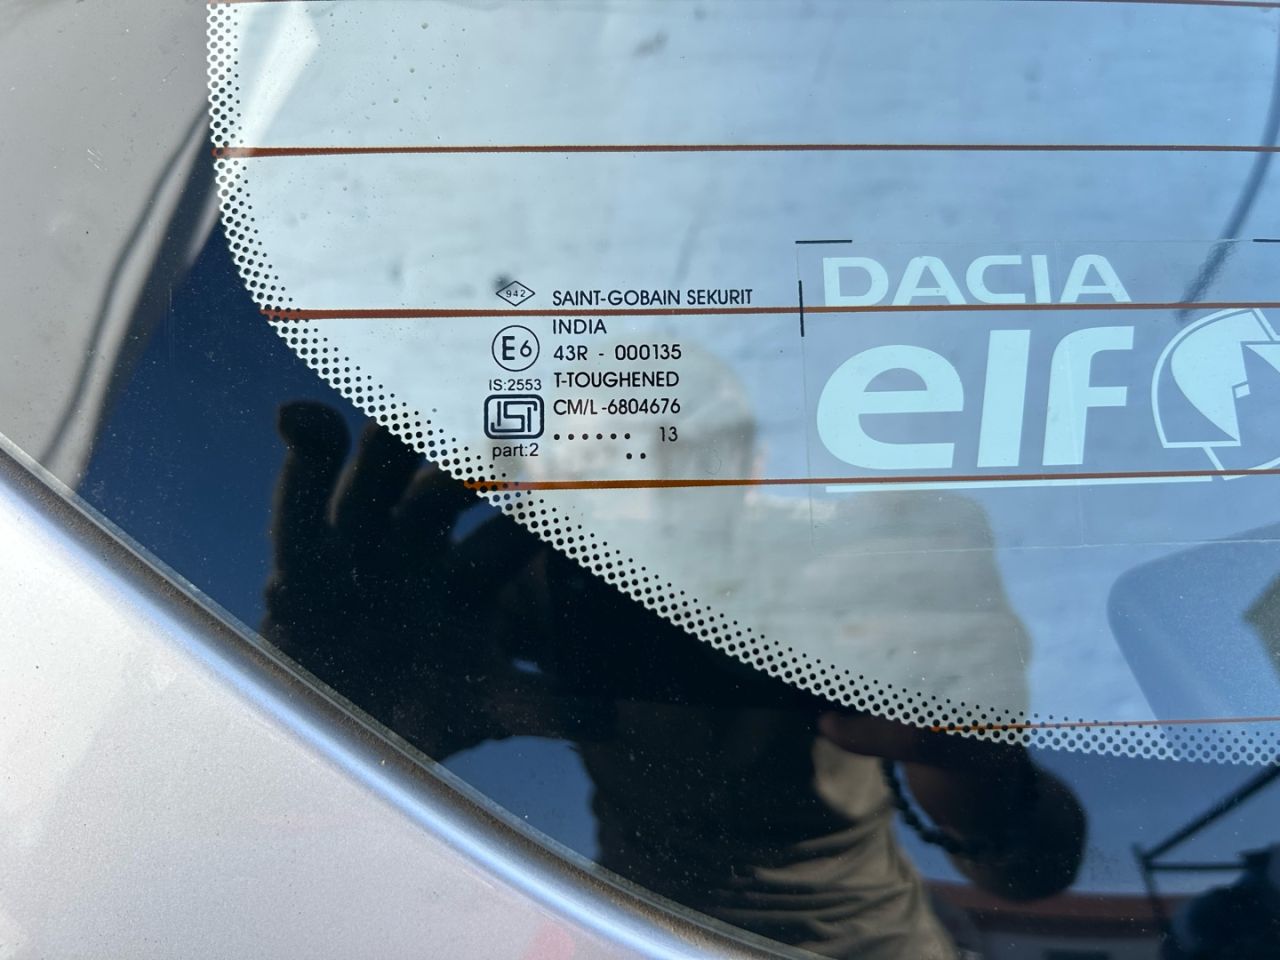 942
SAINT-GOBAIN SEKURIT
INDIA
E6
43R - 000135
IS:2553
T-TOUGHENED
CM/L -6804676
ISI
...... 13
part:2
..
DACIA
elf